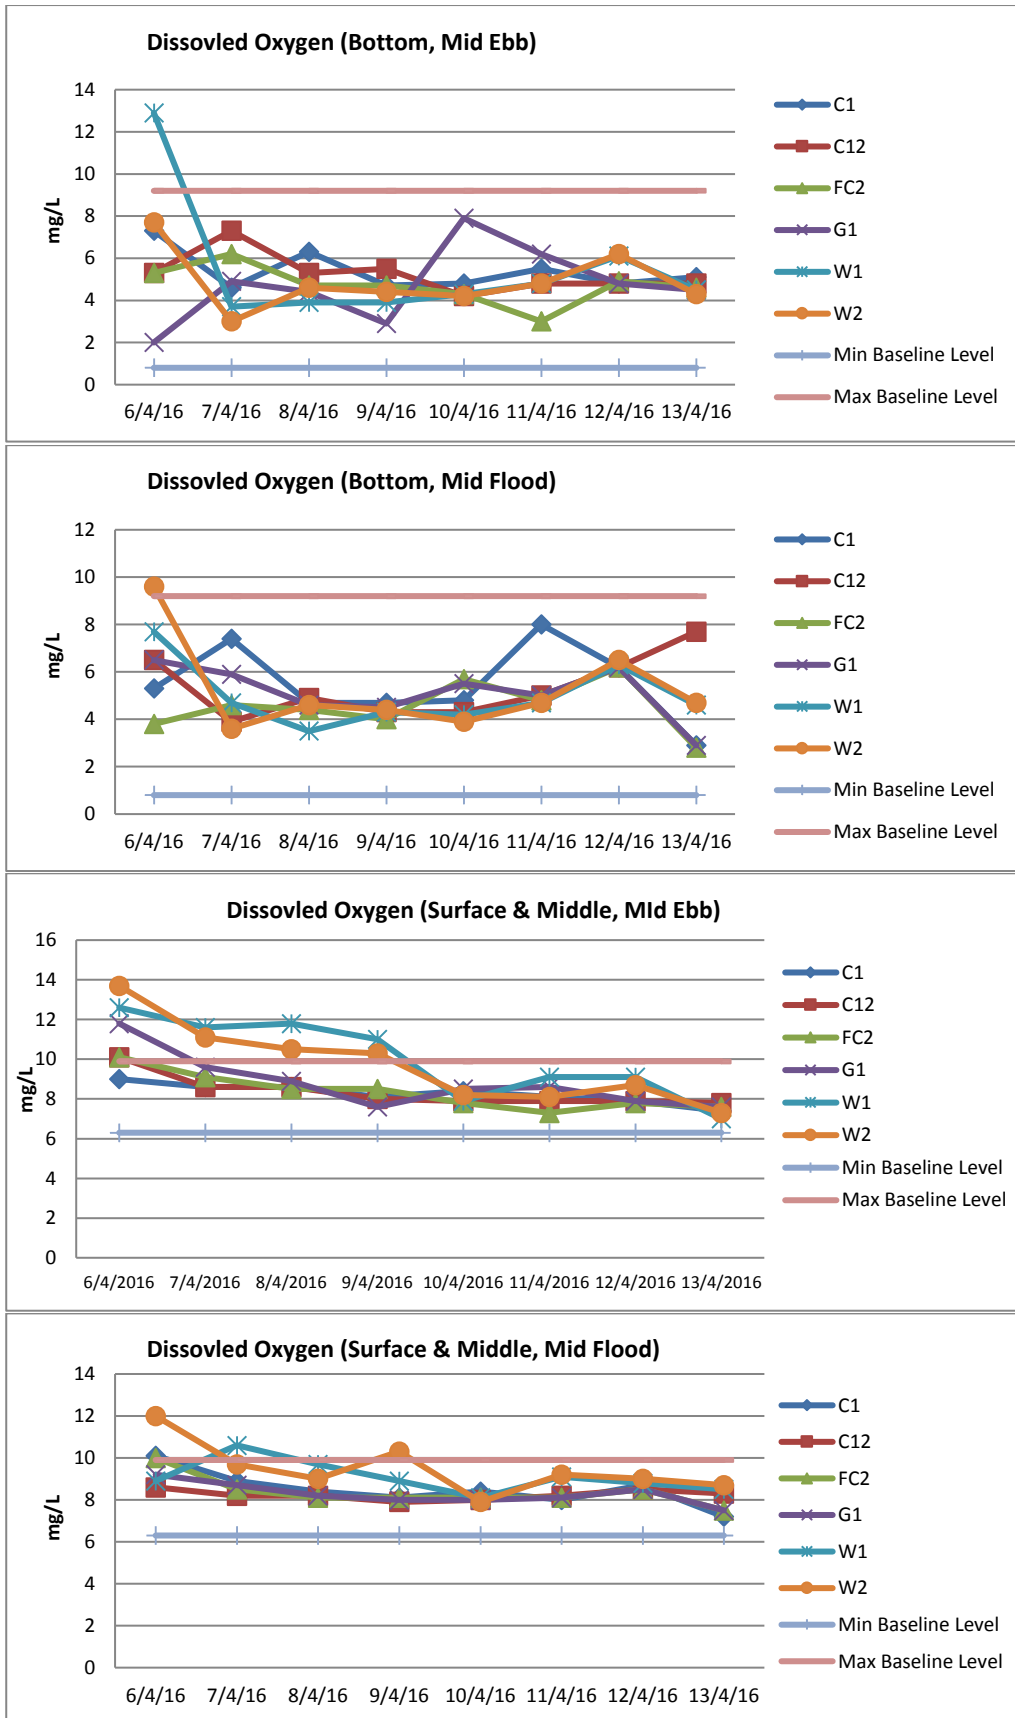 Dissovled Oxygen (Bottom, Mid Ebb)
14
12
10
8
6
4
2
0
mg/L
6/4/16 7/4/16 8/4/16 9/4/16 10/4/16 11/4/16 12/4/16 13/4/16
C1
C12
FC2
G1
W1
W2
Min Baseline Level
Max Baseline Level
Dissovled Oxygen (Bottom, Mid Flood)
12
10
8
6
4
2
0
mg/L
6/4/16 7/4/16 8/4/16 9/4/16 10/4/16 11/4/16 12/4/16 13/4/16
C1
C12
FC2
G1
W1
W2
Min Baseline Level
Max Baseline Level
Dissovled Oxygen (Surface & Middle, MId Ebb)
16
14
12
10
8
6
4
2
0
mg/L
6/4/2016 7/4/2016 8/4/2016 9/4/2016 10/4/2016 11/4/2016 12/4/2016 13/4/2016
C1
C12
FC2
G1
W1
W2
Min Baseline Level
Max Baseline Level
Dissovled Oxygen (Surface & Middle, Mid Flood)
14
12
10
8
6
4
2
0
mg/L
6/4/16 7/4/16 8/4/16 9/4/16 10/4/16 11/4/16 12/4/16 13/4/16
C1
C12
FC2
G1
W1
W2
Min Baseline Level
Max Baseline Level